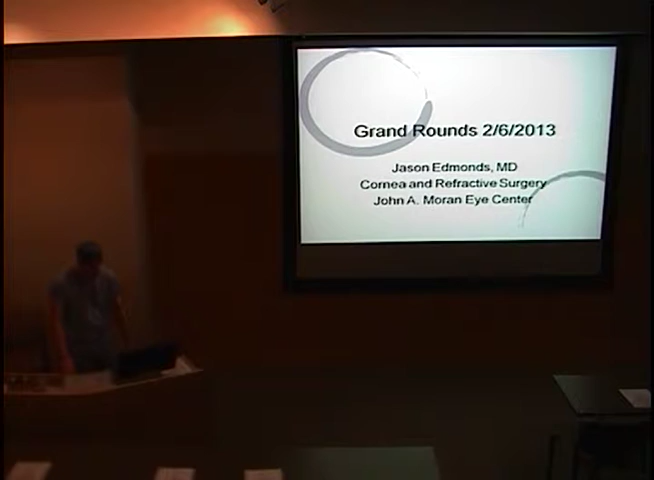 Grand Rounds 2/6/2013
Jason Edmonds, MD
Cornea and Refractive Surgery
John A. Moran Eye Center